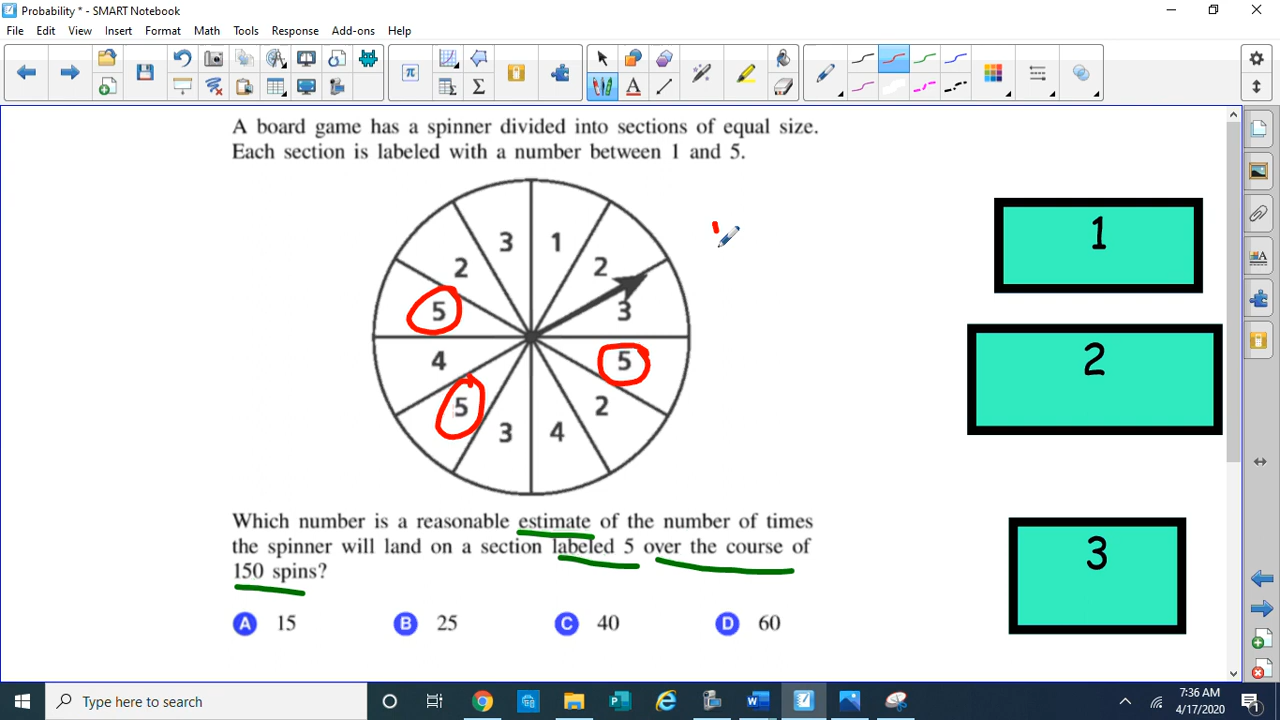 Probability * - SMART Notebook
File Edit View Insert Format Math Tools Response Add-ons Help
A board game has a spinner divided into sections of equal size.
Each section is labeled with a number between 1 and 5.
3 1
2 2
5 3
4 5
5 2
3 4
1
2
3
Which number is a reasonable estimate of the number of times
the spinner will land on a section labeled 5 over the course of
150 spins?
A 15 B 25 C 40 D 60
Type here to search
7:36 AM
4/17/2020